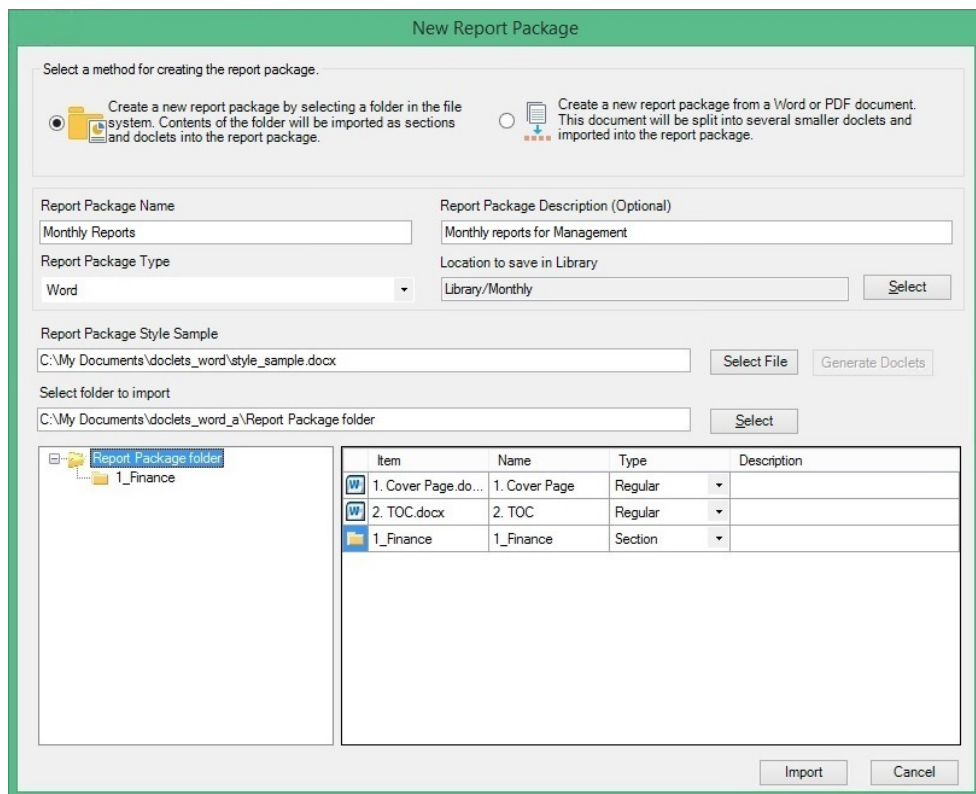 New Report Package
Select a method for creating the report package.
Create a new report package by selecting a folder in the file
system. Contents of the folder will be imported as sections
and doclets into the report package.
Create a new report package from a Word or PDF document.
This document will be split into several smaller doclets and
imported into the report package.
Report Package Name
Report Package Description (Optional)
Monthly Reports
Monthly reports for Management
Report Package Type
Location to save in Library
Word
Library/Monthly
Select
Report Package Style Sample
C:\My Documents\doclets_word\style_sample.docx
Select File
Generate Doclets
Select folder to import
C:\My Documents\doclets_word_a\Report Package folder
Select
Report Package folder
1_Finance
Item Name Type Description
1. Cover Page.do... 1. Cover Page Regular
2. TOC.docx 2. TOC Regular
1_Finance 1_Finance Section
Import
Cancel